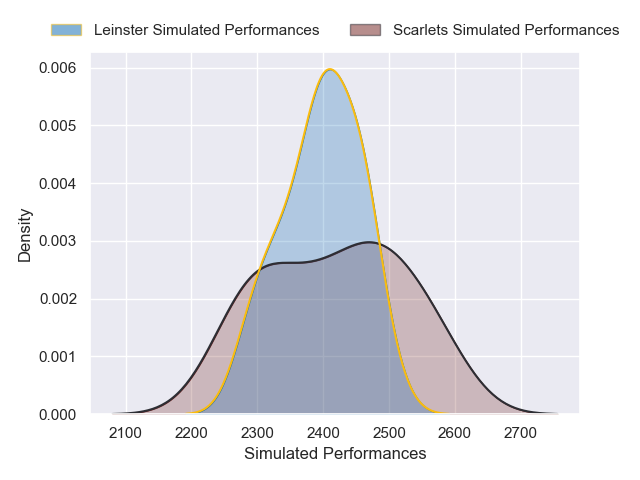 Leinster Simulated Performances Scarlets Simulated Performances
0.006
0.005
0.004
0.003
0.002
0.001
0.000
Density
2100 2200 2300 2400 2500 2600 2700
Simulated Performances